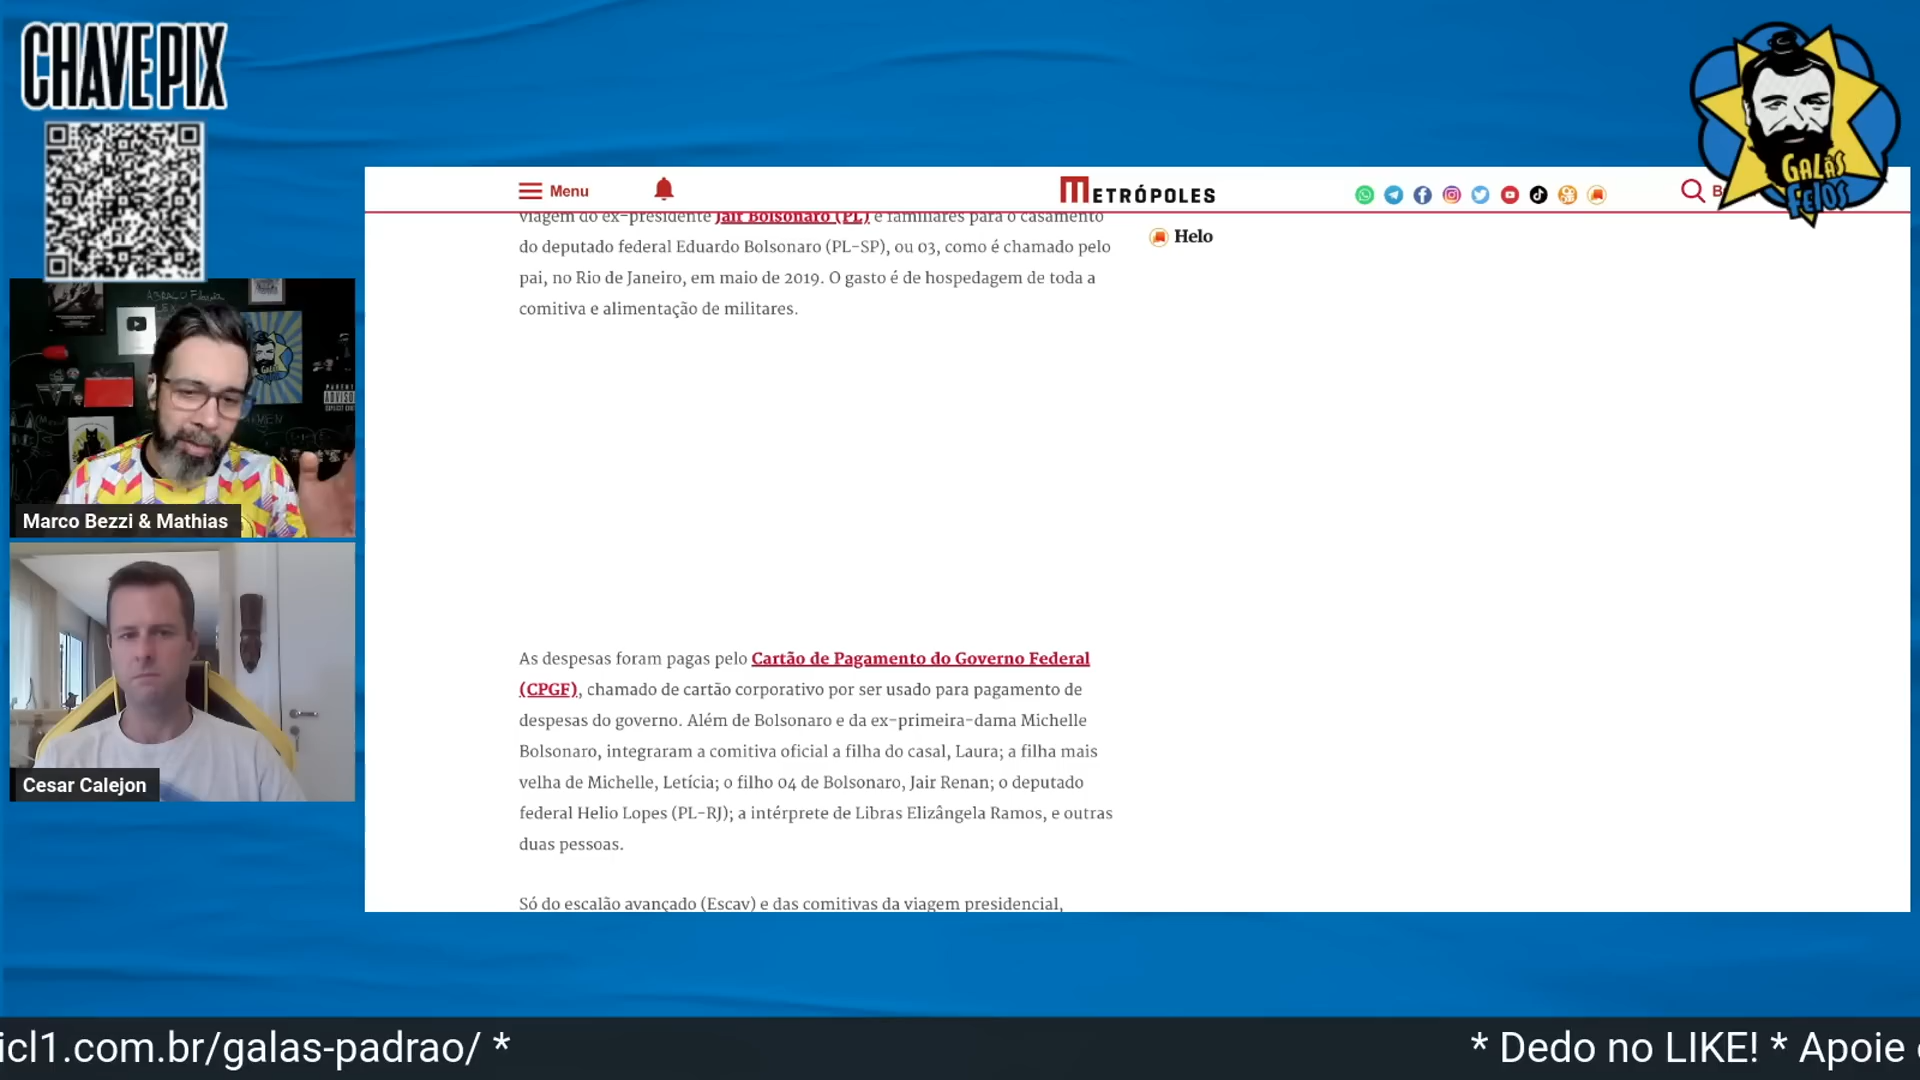 CHAVE PIX
GALÃS
FEIOS
Menu
METRÓPOLES
viagem do ex-presidente Jair Bolsonaro (PL) e familiares para o casamento
do deputado federal Eduardo Bolsonaro (PL-SP), ou 03, como é chamado pelo
pai, no Rio de Janeiro, em maio de 2019. O gasto é de hospedagem de toda a
comitiva e alimentação de militares.
Helo
As despesas foram pagas pelo Cartão de Pagamento do Governo Federal
(CPGF), chamado de cartão corporativo por ser usado para pagamento de
despesas do governo. Além de Bolsonaro e da ex-primeira-dama Michelle
Bolsonaro, integraram a comitiva oficial a filha do casal, Laura; a filha mais
velha de Michelle, Letícia; o filho 04 de Bolsonaro, Jair Renan; o deputado
federal Helio Lopes (PL-RJ); a intérprete de Libras Elizângela Ramos, e outras
duas pessoas.
Só do escalão avançado (Escav) e das comitivas da viagem presidencial,
Marco Bezzi & Mathias
Cesar Calejon
icl1.com.br/galas-padrao/ *
* Dedo no LIKE! * Apoie